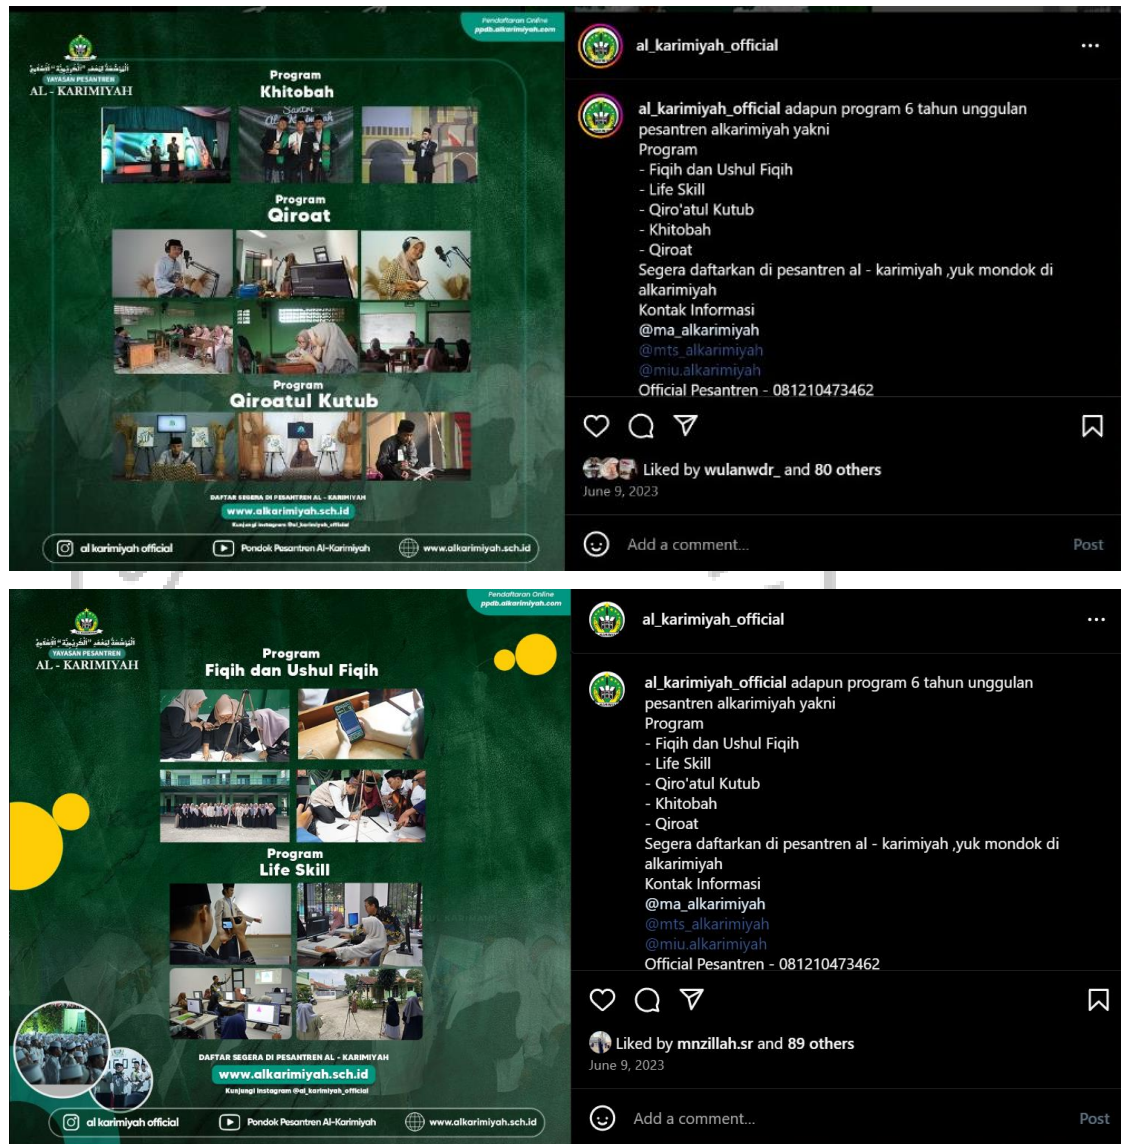 Pendaftaran Online
ppdb.alkarimiyah.com
YAYASAN PESANTREN
AL - KARIMIYAH
Program
Khitobah
Santri
Program
Qiroat
Program
Qiroatul Kutub
DAFTAR SEGERA DI PESANTREN AL - KARIMIYAH
www.alkarimiyah.sch.id
Kunjungi Instagram @al_karimiyah_official
al karimiyah official
Pondok Pesantren Al-Karimiyah
www.alkarimiyah.sch.id
al_karimiyah_official
al_karimiyah_official adapun program 6 tahun unggulan
pesantren alkarimiyah yakni
Program
- Fiqih dan Ushul Fiqih
- Life Skill
- Qiro'atul Kutub
- Khitobah
- Qiroat
Segera daftarkan di pesantren al - karimiyah ,yuk mondok di
alkarimiyah
Kontak Informasi
@ma_alkarimiyah
@mts_alkarimiyah
@miu.alkarimiyah
Official Pesantren - 081210473462
Liked by wulanwdr_ and 80 others
June 9, 2023
Add a comment...
Post
Pendaftaran Online
ppdb.alkarimiyah.com
YAYASAN PESANTREN
AL - KARIMIYAH
Program
Fiqih dan Ushul Fiqih
Program
Life Skill
DAFTAR SEGERA DI PESANTREN AL - KARIMIYAH
www.alkarimiyah.sch.id
Kunjungi Instagram @al_karimiyah_official
al karimiyah official
Pondok Pesantren Al-Karimiyah
www.alkarimiyah.sch.id
al_karimiyah_official
al_karimiyah_official adapun program 6 tahun unggulan
pesantren alkarimiyah yakni
Program
- Fiqih dan Ushul Fiqih
- Life Skill
- Qiro'atul Kutub
- Khitobah
- Qiroat
Segera daftarkan di pesantren al - karimiyah ,yuk mondok di
alkarimiyah
Kontak Informasi
@ma_alkarimiyah
@mts_alkarimiyah
@miu.alkarimiyah
Official Pesantren - 081210473462
Liked by mnzillah.sr and 89 others
June 9, 2023
Add a comment...
Post